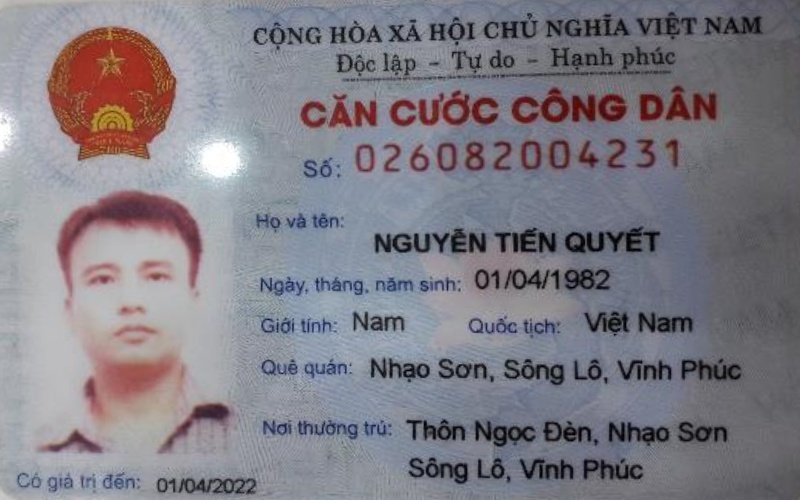 CỘNG HÒA XÃ HỘI CHỦ NGHĨA VIỆT NAM
Độc lập - Tự do - Hạnh phúc
CĂN CƯỚC CÔNG DÂN
Số: 026082004231
Họ và tên:
NGUYỄN TIẾN QUYẾT
Ngày, tháng, năm sinh: 01/04/1982
Giới tính: Nam Quốc tịch: Việt Nam
Quê quán: Nhạo Sơn, Sông Lô, Vĩnh Phúc
Nơi thường trú: Thôn Ngọc Đèn, Nhạo Sơn
Sông Lô, Vĩnh Phúc
Có giá trị đến: 01/04/2022